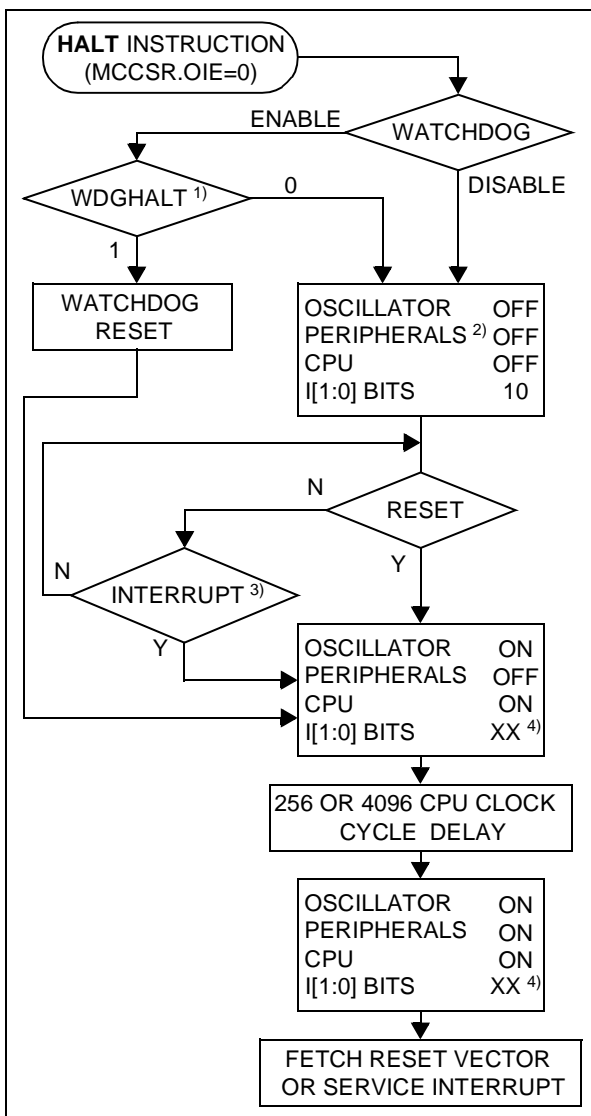 HALT INSTRUCTION
(MCCSR.OIE=0)
ENABLE
WATCHDOG
WDGHALT 1)
0
DISABLE
1
WATCHDOG
RESET
OSCILLATOR OFF
PERIPHERALS 2) OFF
CPU OFF
I[1:0] BITS 10
N
RESET
N
Y
INTERRUPT 3)
Y
OSCILLATOR ON
PERIPHERALS OFF
CPU ON
I[1:0] BITS XX 4)
256 OR 4096 CPU CLOCK
CYCLE DELAY
OSCILLATOR ON
PERIPHERALS ON
CPU ON
I[1:0] BITS XX 4)
FETCH RESET VECTOR
OR SERVICE INTERRUPT